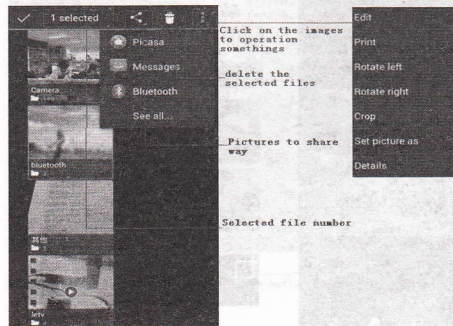 1 selected
Picasa
Messages
Bluetooth
See all...
Camera
bluetooth
其他
letv
Click on the images
to operation
somethings
delete the
selected files
Pictures to share
way
Selected file number
Edit
Print
Rotate left
Rotate right
Crop
Set picture as
Details